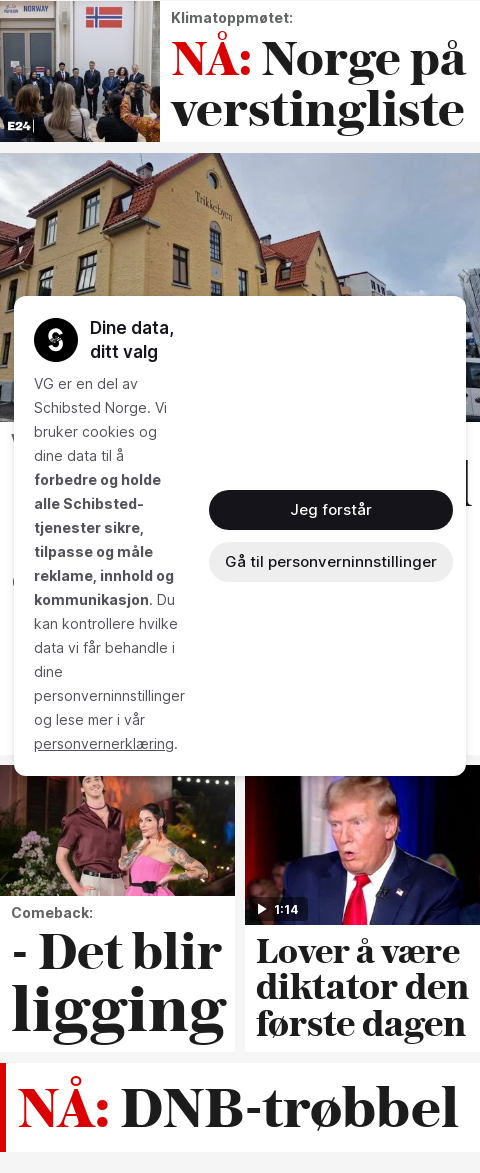 NORWAY
Klimatoppmøtet:
NÅ: Norge på
verstingliste
E24
Trikkebyen
Dine data,
ditt valg
VG er en del av
Schibsted Norge. Vi
bruker cookies og
dine data til å
forbedre og holde
alle Schibsted-
tjenester sikre,
tilpasse og måle
reklame, innhold og
kommunikasjon. Du
kan kontrollere hvilke
data vi får behandle i
dine
personverninnstillinger
og lese mer i vår
personvernerklæring.
Jeg forstår
Gå til personverninnstillinger
Comeback:
- Det blir
ligging
1:14
Lover å være
diktator den
første dagen
NÅ: DNB-trøbbel